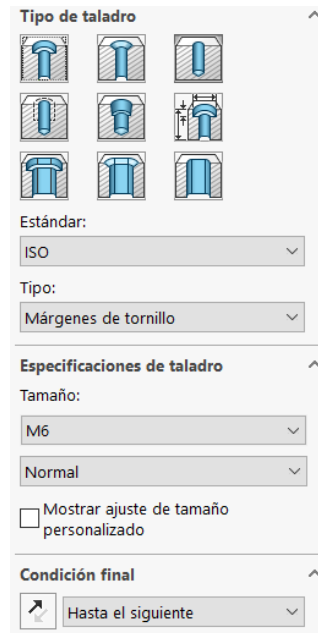 Tipo de taladro
Estándar:
ISO
Tipo:
Márgenes de tornillo
Especificaciones de taladro
Tamaño:
M6
Normal
Mostrar ajuste de tamaño
personalizado
Condición final
Hasta el siguiente